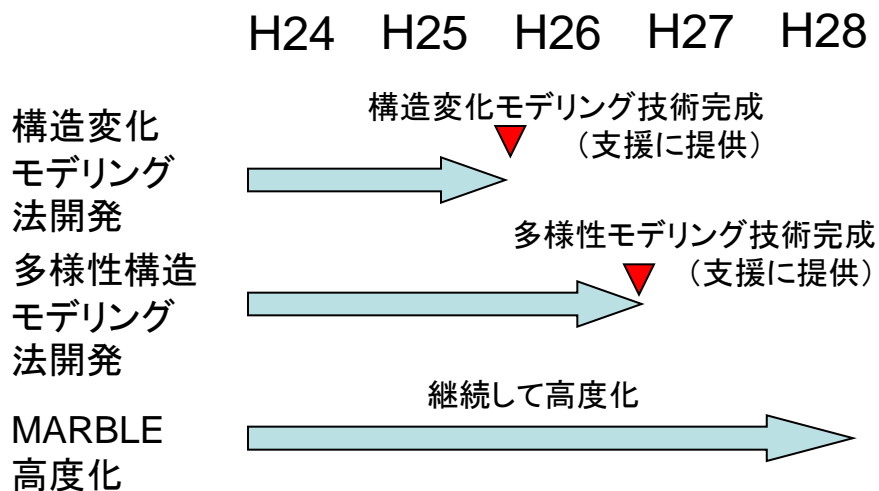 H24 H25 H26 H27 H28
構造変化モデリング技術完成
(支援に提供)
構造変化
モデリング
法開発
多様性モデリング技術完成
(支援に提供)
多様性構造
モデリング
法開発
継続して高度化
MARBLE
高度化